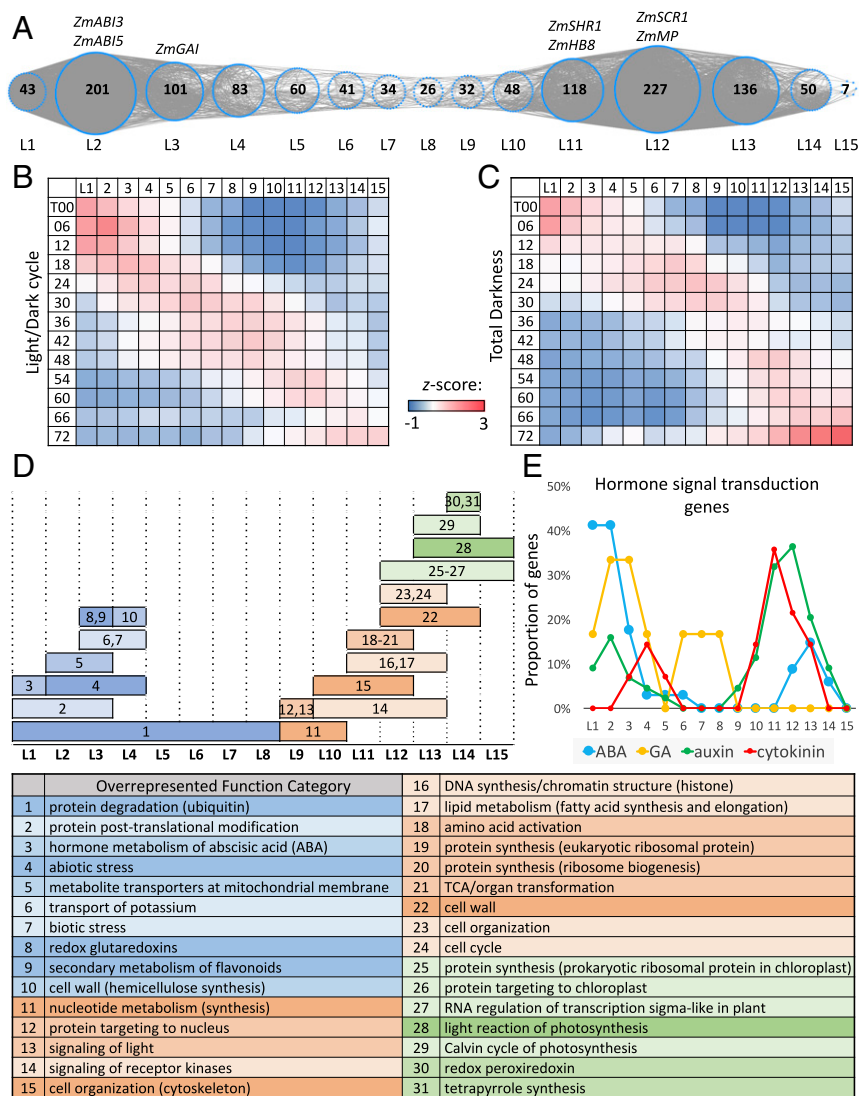 A
ZmABI3
ZmABI5
ZmGAI
ZmSHR1
ZmHB8
ZmSCR1
ZmMP
43 201 101 83 60 41 34 26 32 48 118 227 136 50 7
L1 L2 L3 L4 L5 L6 L7 L8 L9 L10 L11 L12 L13 L14 L15
B
L1 2 3 4 5 6 7 8 9 10 11 12 13 14 15
T00
06
12
18
24
30
36
42
48
54
60
66
72
Light/Dark cycle
z-score:
-1 3
C
L1 2 3 4 5 6 7 8 9 10 11 12 13 14 15
T00
06
12
18
24
30
36
42
48
54
60
66
72
Total Darkness
D
30,31
29
28
25-27
23,24
8,9 10 22
6,7 18-21
5 16,17
3 4 15
2 12,13 14
1 11
L1 L2 L3 L4 L5 L6 L7 L8 L9 L10 L11 L12 L13 L14 L15
E
Hormone signal transduction
genes
Proportion of genes
50%
40%
30%
20%
10%
0%
L1 2 3 4 5 6 7 8 9 10 11 12 13 14 15
ABA GA auxin cytokinin
Overrepresented Function Category
1 protein degradation (ubiquitin)
2 protein post-translational modification
3 hormone metabolism of abscisic acid (ABA)
4 abiotic stress
5 metabolite transporters at mitochondrial membrane
6 transport of potassium
7 biotic stress
8 redox glutaredoxins
9 secondary metabolism of flavonoids
10 cell wall (hemicellulose synthesis)
11 nucleotide metabolism (synthesis)
12 protein targeting to nucleus
13 signaling of light
14 signaling of receptor kinases
15 cell organization (cytoskeleton)
16 DNA synthesis/chromatin structure (histone)
17 lipid metabolism (fatty acid synthesis and elongation)
18 amino acid activation
19 protein synthesis (eukaryotic ribosomal protein)
20 protein synthesis (ribosome biogenesis)
21 TCA/organ transformation
22 cell wall
23 cell organization
24 cell cycle
25 protein synthesis (prokaryotic ribosomal protein in chloroplast)
26 protein targeting to chloroplast
27 RNA regulation of transcription sigma-like in plant
28 light reaction of photosynthesis
29 Calvin cycle of photosynthesis
30 redox peroxiredoxin
31 tetrapyrrole synthesis